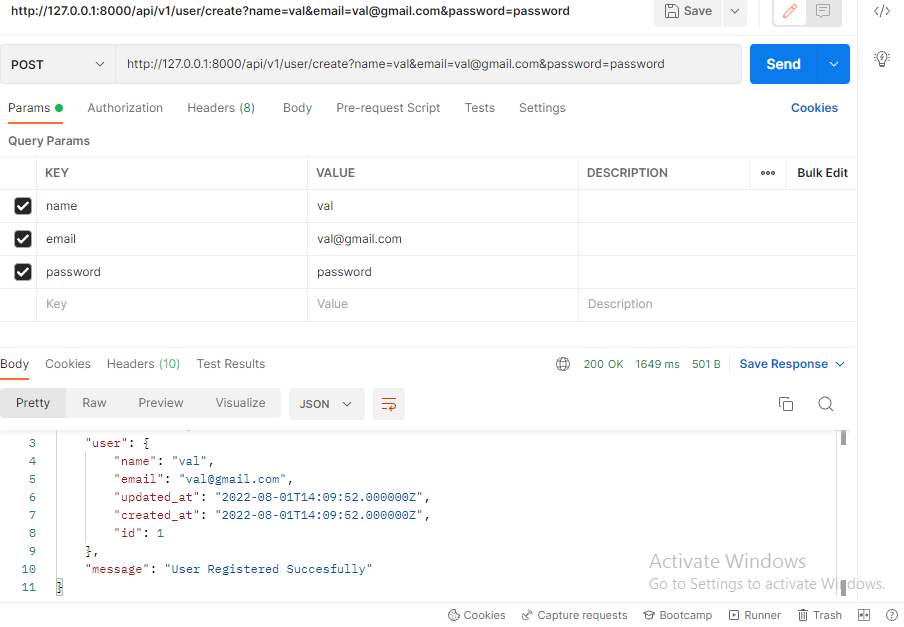 http://127.0.0.1:8000/api/v1/user/create?name=val&email=val@gmail.com&password=password
Save
</>
POST
http://127.0.0.1:8000/api/v1/user/create?name=val&email=val@gmail.com&password=password
Send
Params Authorization Headers (8) Body Pre-request Script Tests Settings Cookies
Query Params
KEY VALUE DESCRIPTION ooo Bulk Edit
name val
email val@gmail.com
password password
Key Value Description
Body Cookies Headers (10) Test Results 200 OK 1649 ms 501 B Save Response
Pretty Raw Preview Visualize JSON
3 "user": {
4 "name": "val",
5 "email": "val@gmail.com",
6 "updated_at": "2022-08-01T14:09:52.000000Z",
7 "created_at": "2022-08-01T14:09:52.000000Z",
8 "id": 1
9 },
10 "message": "User Registered Succesfully"
11 }
Activate Windows
Go to Settings to activate Windows.
Cookies Capture requests Bootcamp Runner Trash